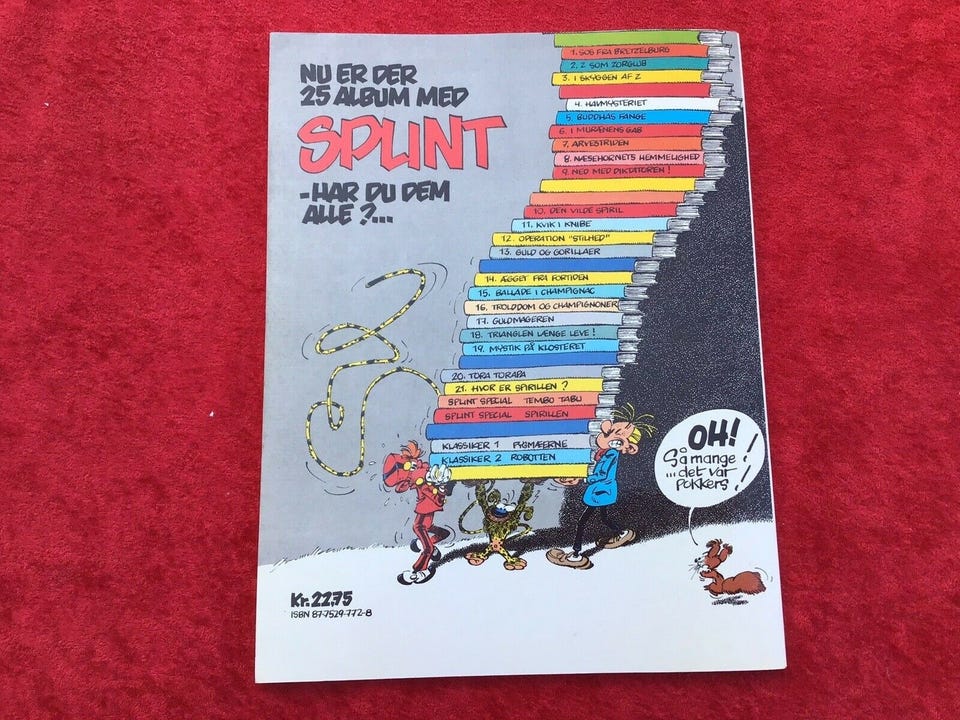 NU ER DER
25 ALBUM MED
SPLINT
- HAR DU DEM
ALLE ?...
1. SOS FRA BRETZELBURG
2. Z SOM ZORGLUB
3. I SKYGGEN AF Z
4. HAVMYSTERIET
5. BUDDHAS FANGE
6. I MURÆNENS GAB
7. ARVESTRIDEN
8. NÆSEHORNETS HEMMELIGHED
9. NED MED DIKTATOREN !
10. DEN VILDE SPIRIL
11. KVIK I KNIBE
12. OPERATION "STILHED"
13. GULD OG GORILLAER
14. ÆGGET FRA FORTIDEN
15. BALLADE I CHAMPIGNAC
16. TROLDDOM OG CHAMPIGNONER
17. GULDMAGEREN
18. TRIANGLEN LÆNGE LEVE !
19. MYSTIK PÅ KLOSTERET
20. TORA TORAPA
21. HVOR ER SPIRILLEN ?
SPLINT SPECIAL TEMBO TABU
SPLINT SPECIAL SPIRILLEN
KLASSIKER 1 PYGMÆERNE
KLASSIKER 2 ROBOTTEN
OH!
Så mange !
... det var
pokkers !
Kr. 22,75
ISBN 87-7529-772-8